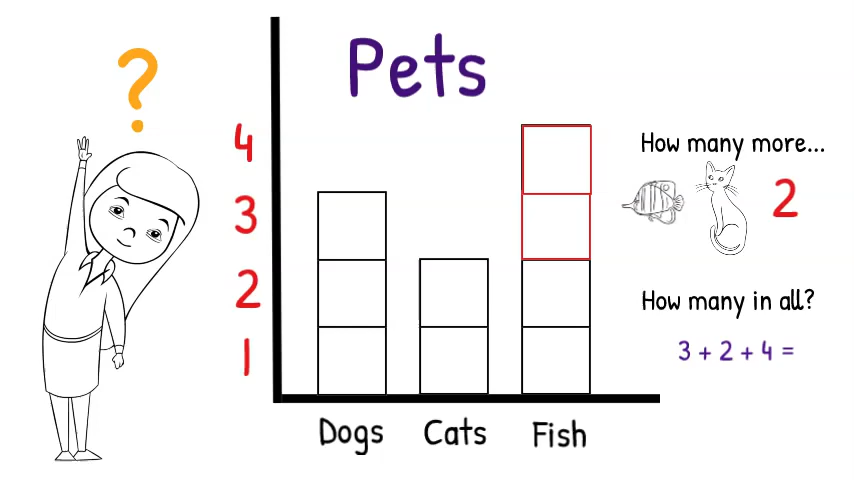 ?
Pets
4
3
2
1
Dogs Cats Fish
How many more...
2
How many in all?
3 + 2 + 4 =